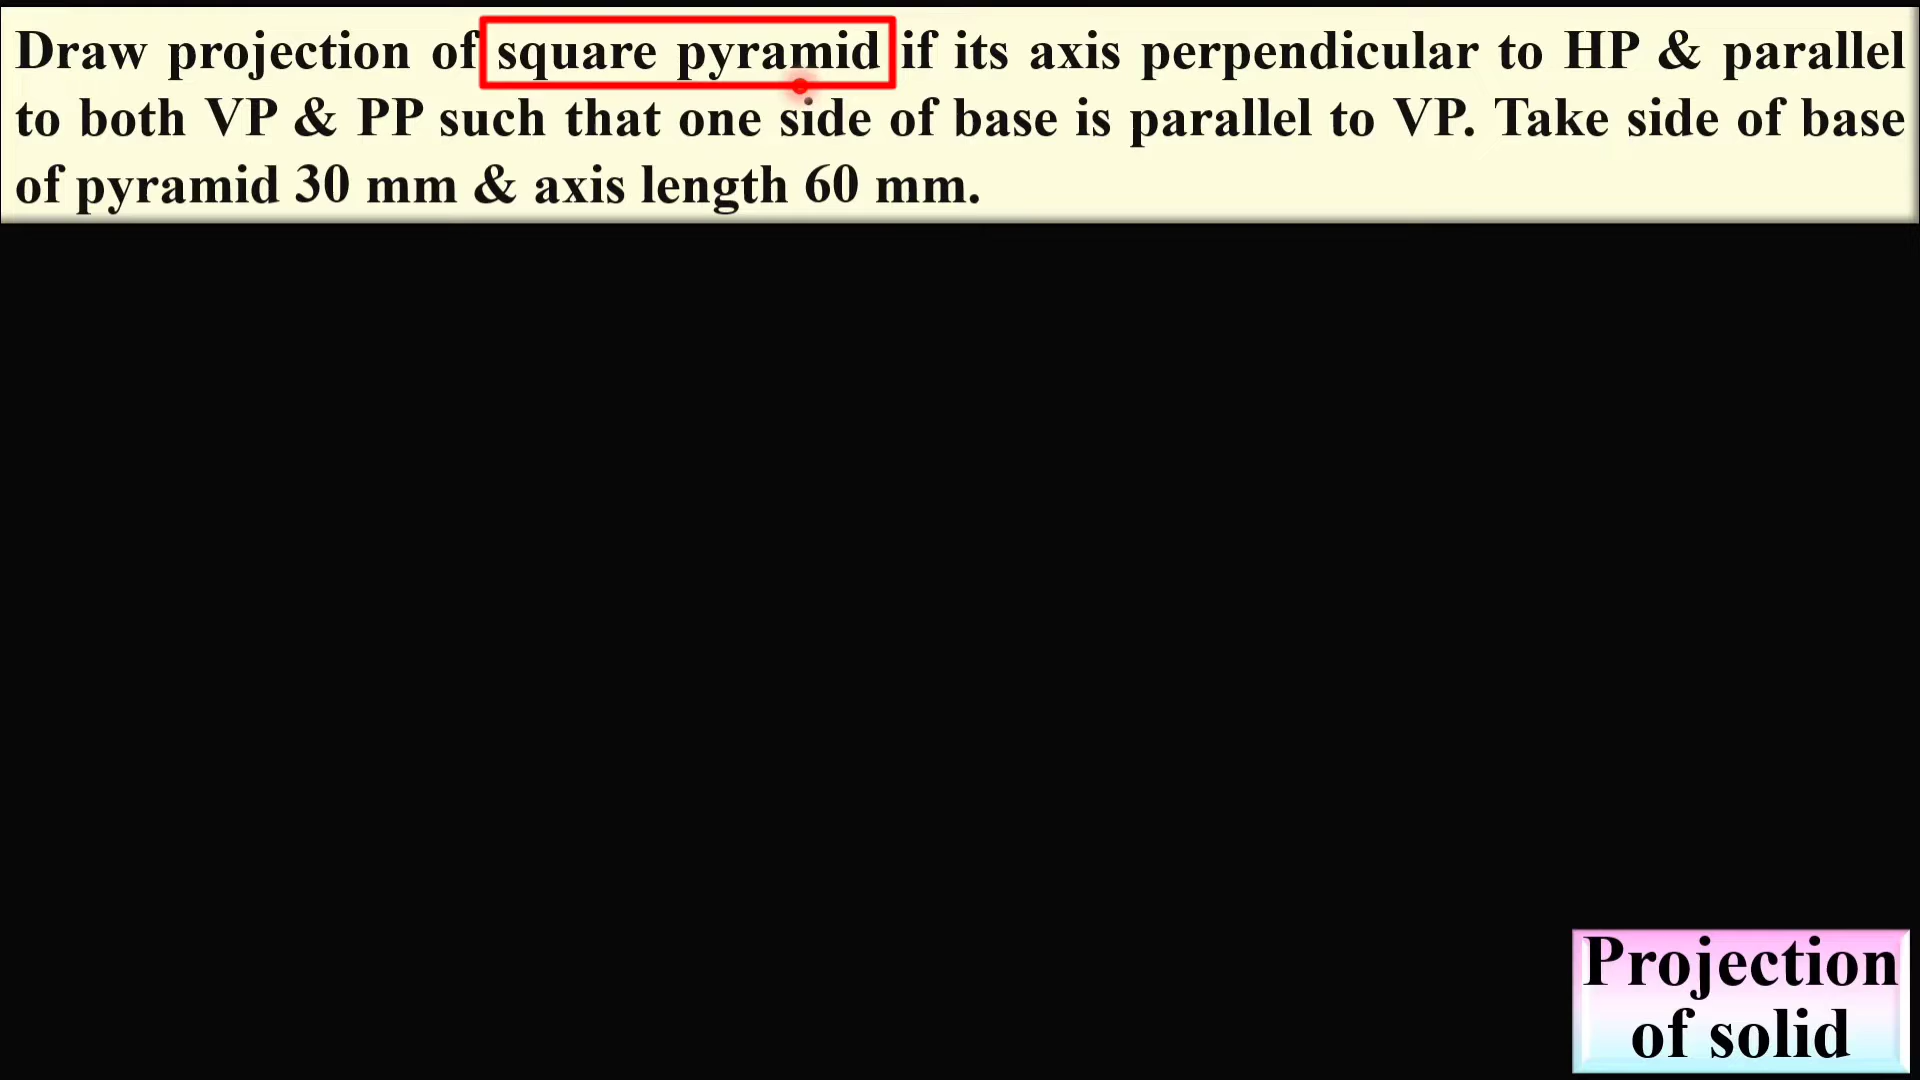 Draw projection of square pyramid if its axis perpendicular to HP & parallel
to both VP & PP such that one side of base is parallel to VP. Take side of base
of pyramid 30 mm & axis length 60 mm.
Projection
of solid